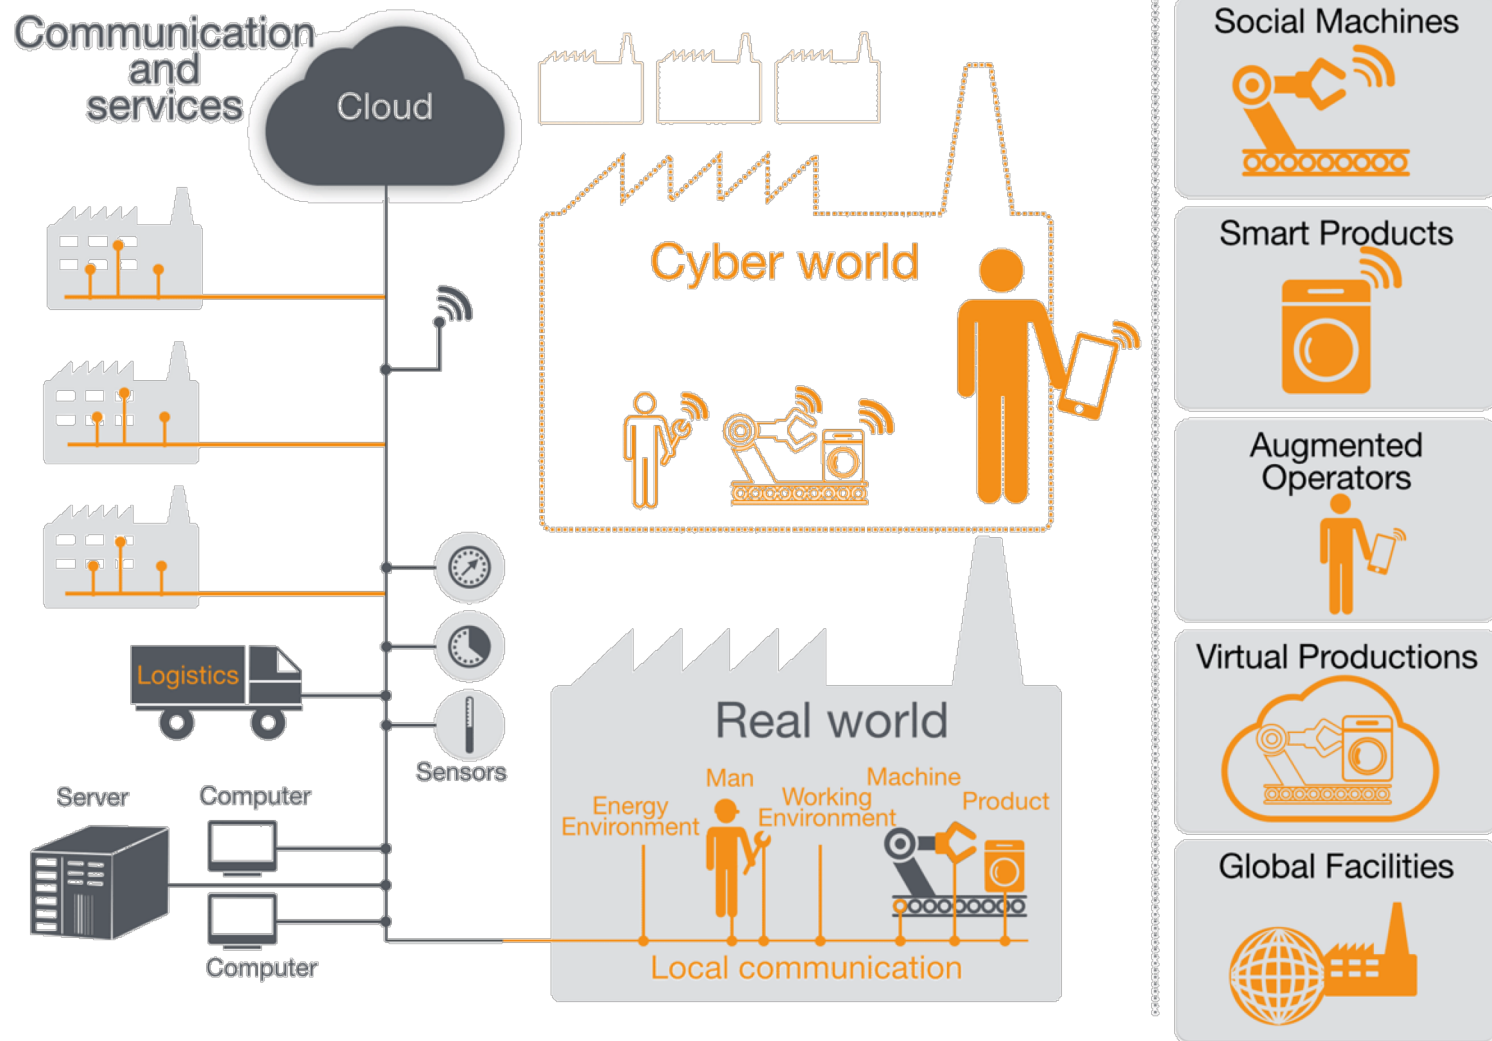 Communication
and
services
Cloud
Logistics
Sensors
Server
Computer
Computer
Cyber world
Real world
Man
Machine
Energy
Environment
Working
Environment
Product
Local communication
Social Machines
Smart Products
Augmented
Operators
Virtual Productions
Global Facilities